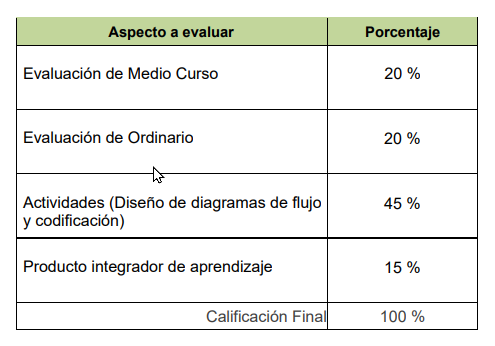 Aspecto a evaluar Porcentaje
Evaluación de Medio Curso 20 %
Evaluación de Ordinario 20 %
Actividades (Diseño de diagramas de flujo 45 %
y codificación)
Producto integrador de aprendizaje 15 %
Calificación Final 100 %